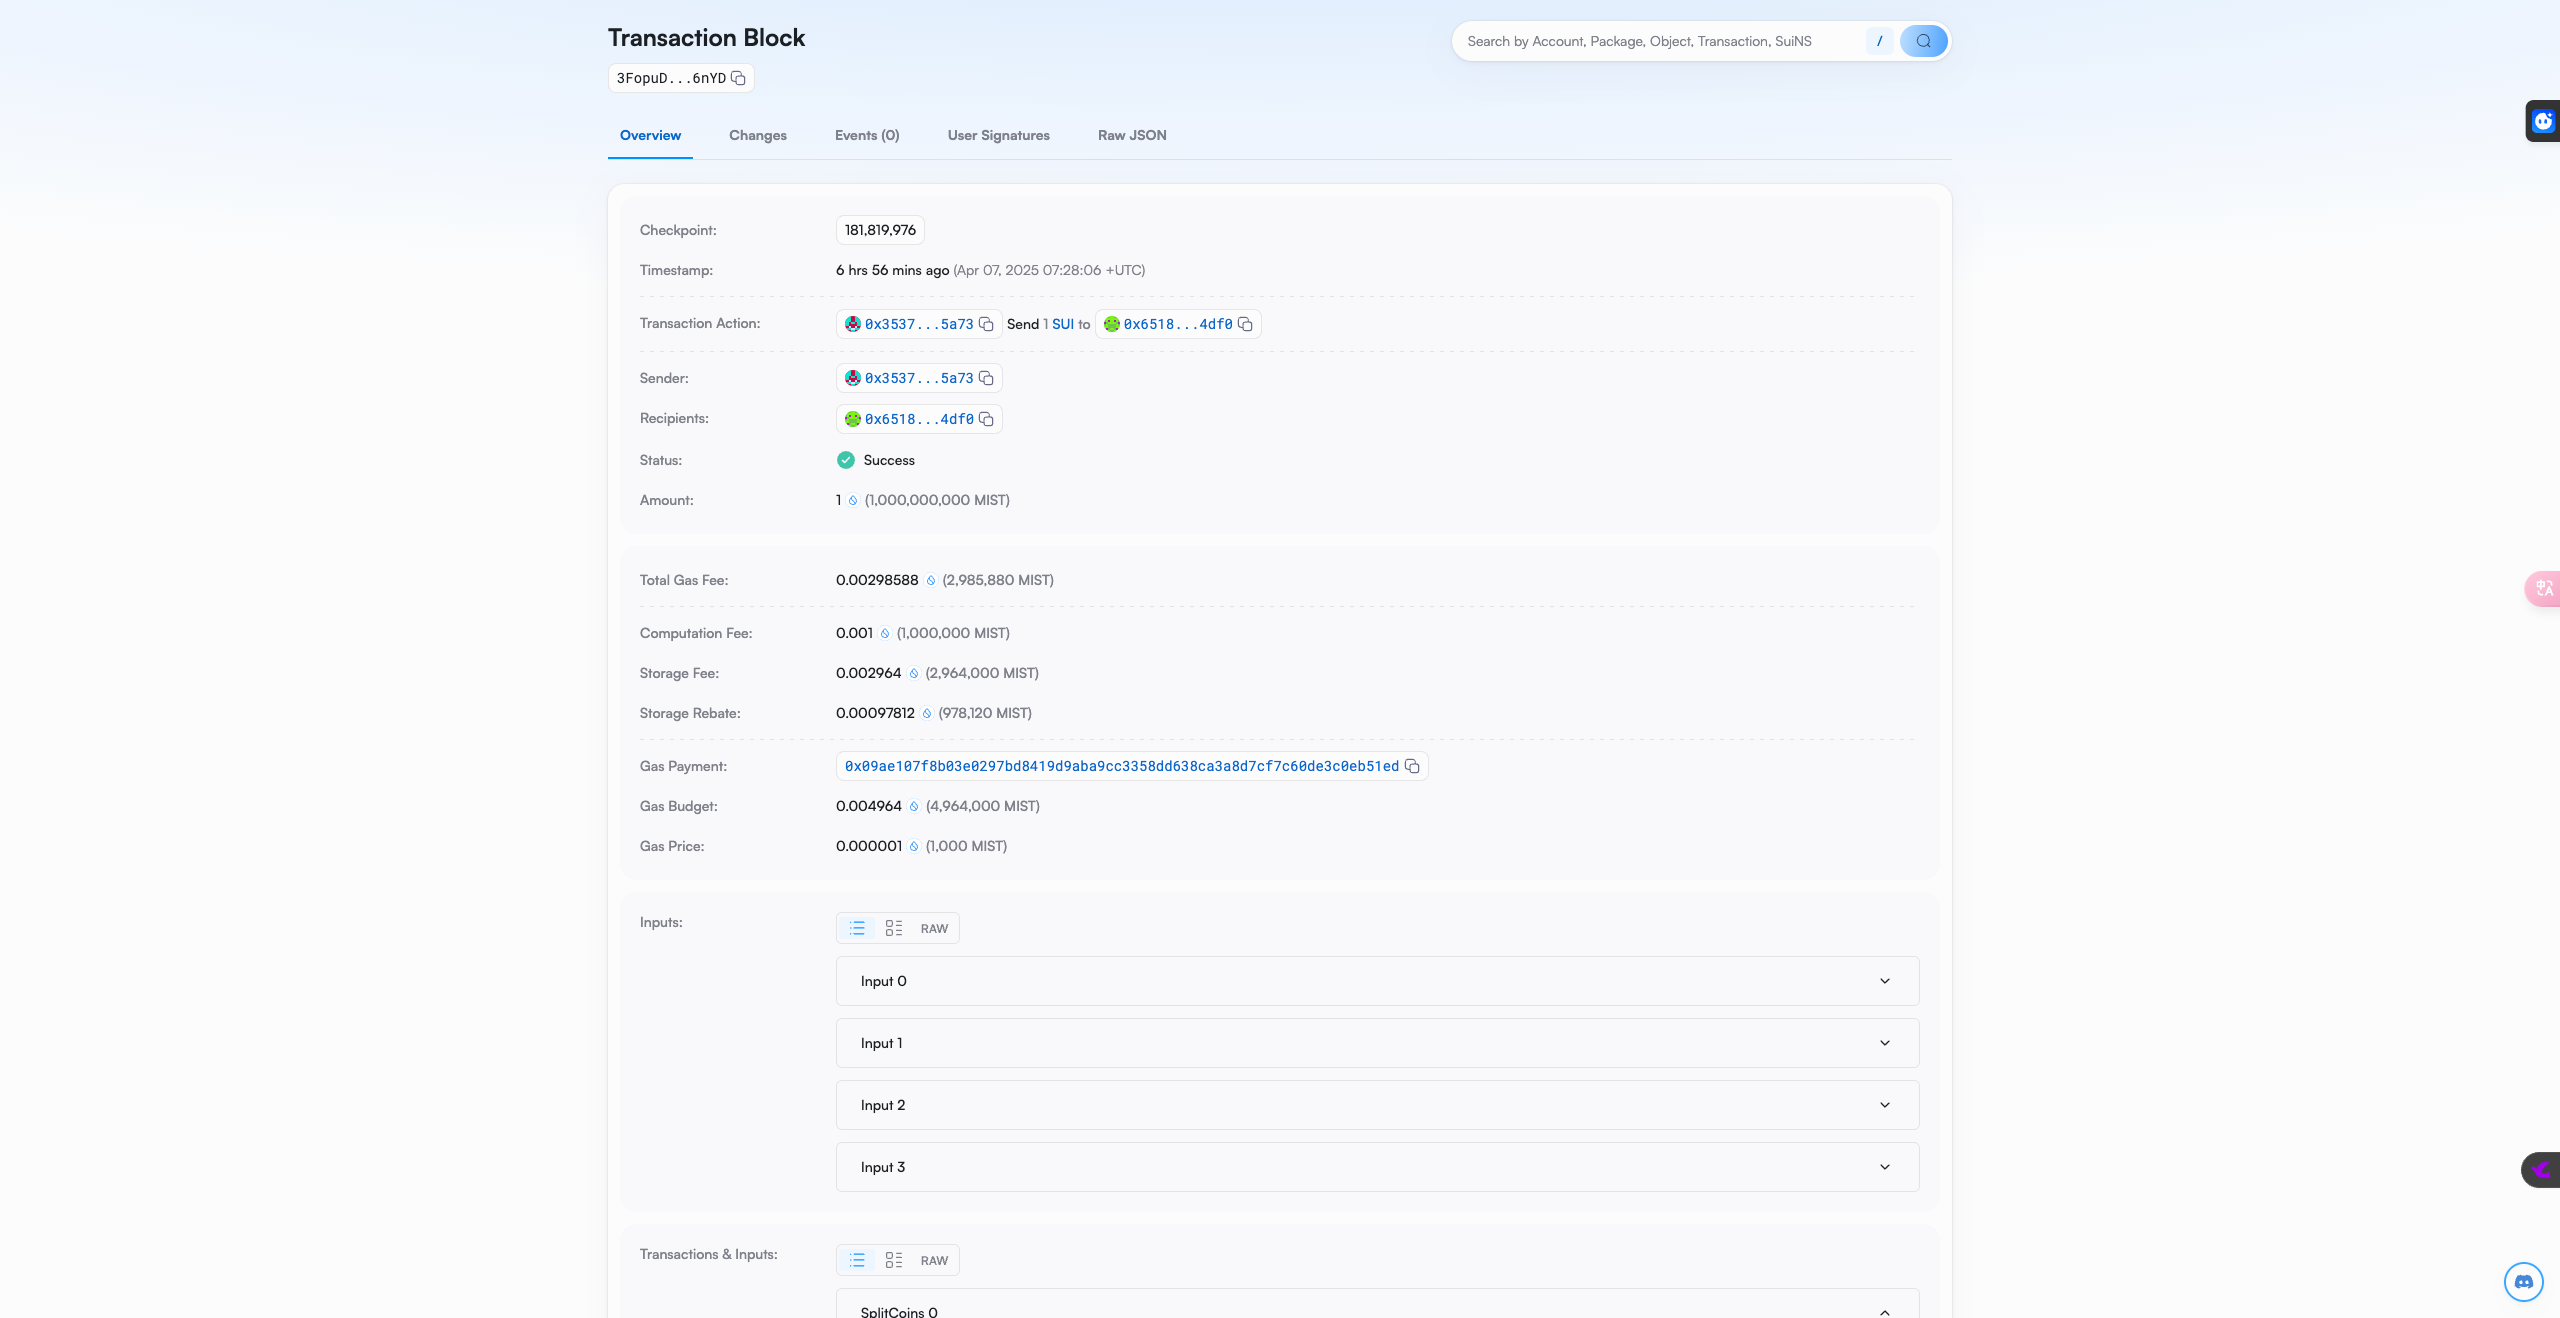 Transaction Block
Search by Account, Package, Object, Transaction, SuiNS /
3FopuD...6nYD
Overview Changes Events (0) User Signatures Raw JSON
Checkpoint: 181,819,976
Timestamp: 6 hrs 56 mins ago (Apr 07, 2025 07:28:06 +UTC)
Transaction Action: 0x3537...5a73 Send 1 SUI to 0x6518...4df0
Sender: 0x3537...5a73
Recipients: 0x6518...4df0
Status: Success
Amount: 1 (1,000,000,000 MIST)
Total Gas Fee: 0.00298588 (2,985,880 MIST)
Computation Fee: 0.001 (1,000,000 MIST)
Storage Fee: 0.002964 (2,964,000 MIST)
Storage Rebate: 0.00097812 (978,120 MIST)
Gas Payment: 0x09ae107f8b03e0297bd8419d9aba9cc3358dd638ca3a8d7cf7c60de3c0eb51ed
Gas Budget: 0.004964 (4,964,000 MIST)
Gas Price: 0.000001 (1,000 MIST)
Inputs: RAW
Input 0
Input 1
Input 2
Input 3
Transactions & Inputs: RAW
SplitCoins 0